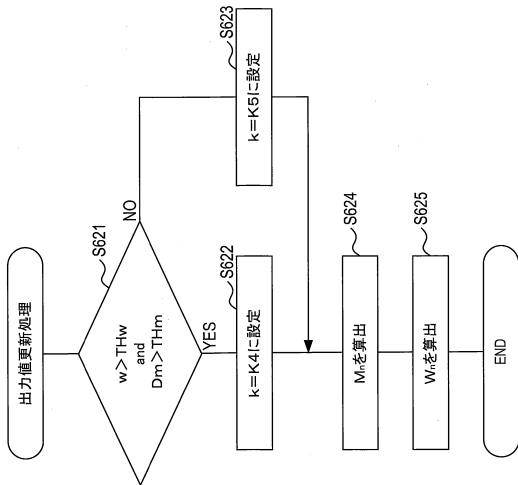 出力値更新処理
S621
w>THw
and
Dm>THm
NO
YES
S622
k=K4に設定
S623
k=K5に設定
S624
Mnを算出
S625
Wnを算出
END